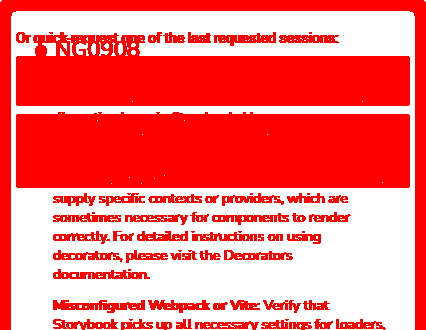 Or quick-request one of the last requested sessions:
NG0908
supply specific contexts or providers, which are
sometimes necessary for components to render
correctly. For detailed instructions on using
decorators, please visit the Decorators
documentation.
Misconfigured Webpack or Vite: Verify that
Storybook picks up all necessary settings for loaders,